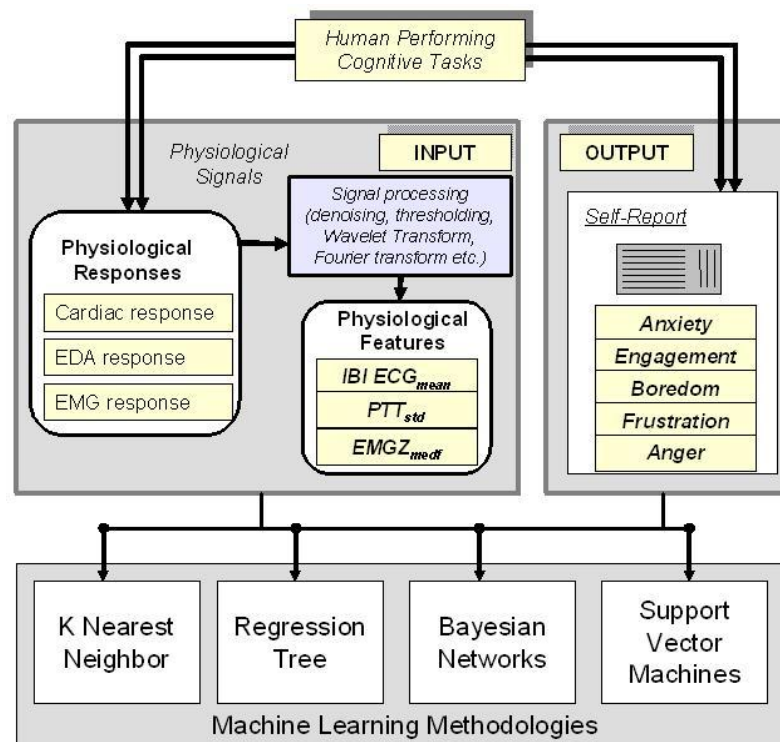 Human Performing
Cognitive Tasks
Physiological
Signals
INPUT
Signal processing
(denoising, thresholding,
Wavelet Transform,
Fourier transform etc.)
Physiological
Responses
Cardiac response
EDA response
EMG response
Physiological
Features
IBI ECGmean
PTTstd
EMGZmedf
OUTPUT
Self-Report
Anxiety
Engagement
Boredom
Frustration
Anger
K Nearest
Neighbor
Regression
Tree
Bayesian
Networks
Support
Vector
Machines
Machine Learning Methodologies